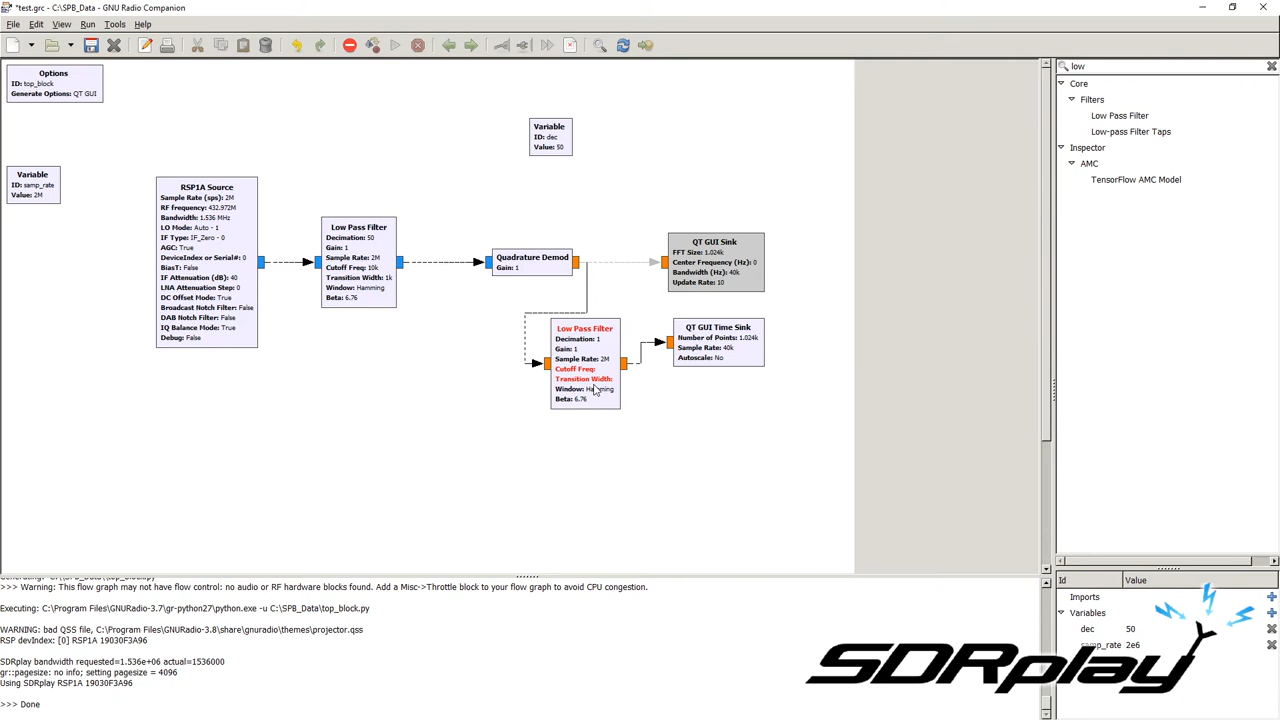 *test.grc - C:\SPB_Data - GNU Radio Companion
File Edit View Run Tools Help
low
Core
Filters
Low Pass Filter
Low-pass Filter Taps
Inspector
AMC
TensorFlow AMC Model
Options
ID: top_block
Generate Options: QT GUI
Variable
ID: dec
Value: 50
Variable
ID: samp_rate
Value: 2M
RSP1A Source
Sample Rate (sps): 2M
RF frequency: 432.972M
Bandwidth: 1.536 MHz
LO Mode: Auto - 1
IF Type: IF_Zero - 0
AGC: True
DeviceIndex or Serial#: 0
BiasT: False
IF Attenuation (dB): 40
LNA Attenuation Step: 0
DC Offset Mode: True
Broadcast Notch Filter: False
DAB Notch Filter: False
IQ Balance Mode: True
Debug: False
Low Pass Filter
Decimation: 50
Gain: 1
Sample Rate: 2M
Cutoff Freq: 10k
Transition Width: 1k
Window: Hamming
Beta: 6.76
Quadrature Demod
Gain: 1
QT GUI Sink
FFT Size: 1.024k
Center Frequency (Hz): 0
Bandwidth (Hz): 40k
Update Rate: 10
Low Pass Filter
Decimation: 1
Gain: 1
Sample Rate: 2M
Cutoff Freq:
Transition Width:
Window: Hamming
Beta: 6.76
QT GUI Time Sink
Number of Points: 1.024k
Sample Rate: 40k
Autoscale: No
>>> Warning: This flow graph may not have flow control: no audio or RF hardware blocks found. Add a Misc->Throttle block to your flow graph to avoid CPU congestion.
Executing: C:\Program Files\GNURadio-3.7\gr-python27\python.exe -u C:\SPB_Data\top_block.py
WARNING: bad QSS file, C:\Program Files\GNURadio-3.8\share\gnuradio\themes\projector.qss
RSP devIndex: [0] RSP1A 19030F3A96
SDRplay bandwidth requested=1.536e+06 actual=1536000
gr::pagesize: no info; setting pagesize = 4096
Using SDRplay RSP1A 19030F3A96
>>> Done
Id Value
Imports
Variables
dec 50
samp_rate 2e6
SDRplay